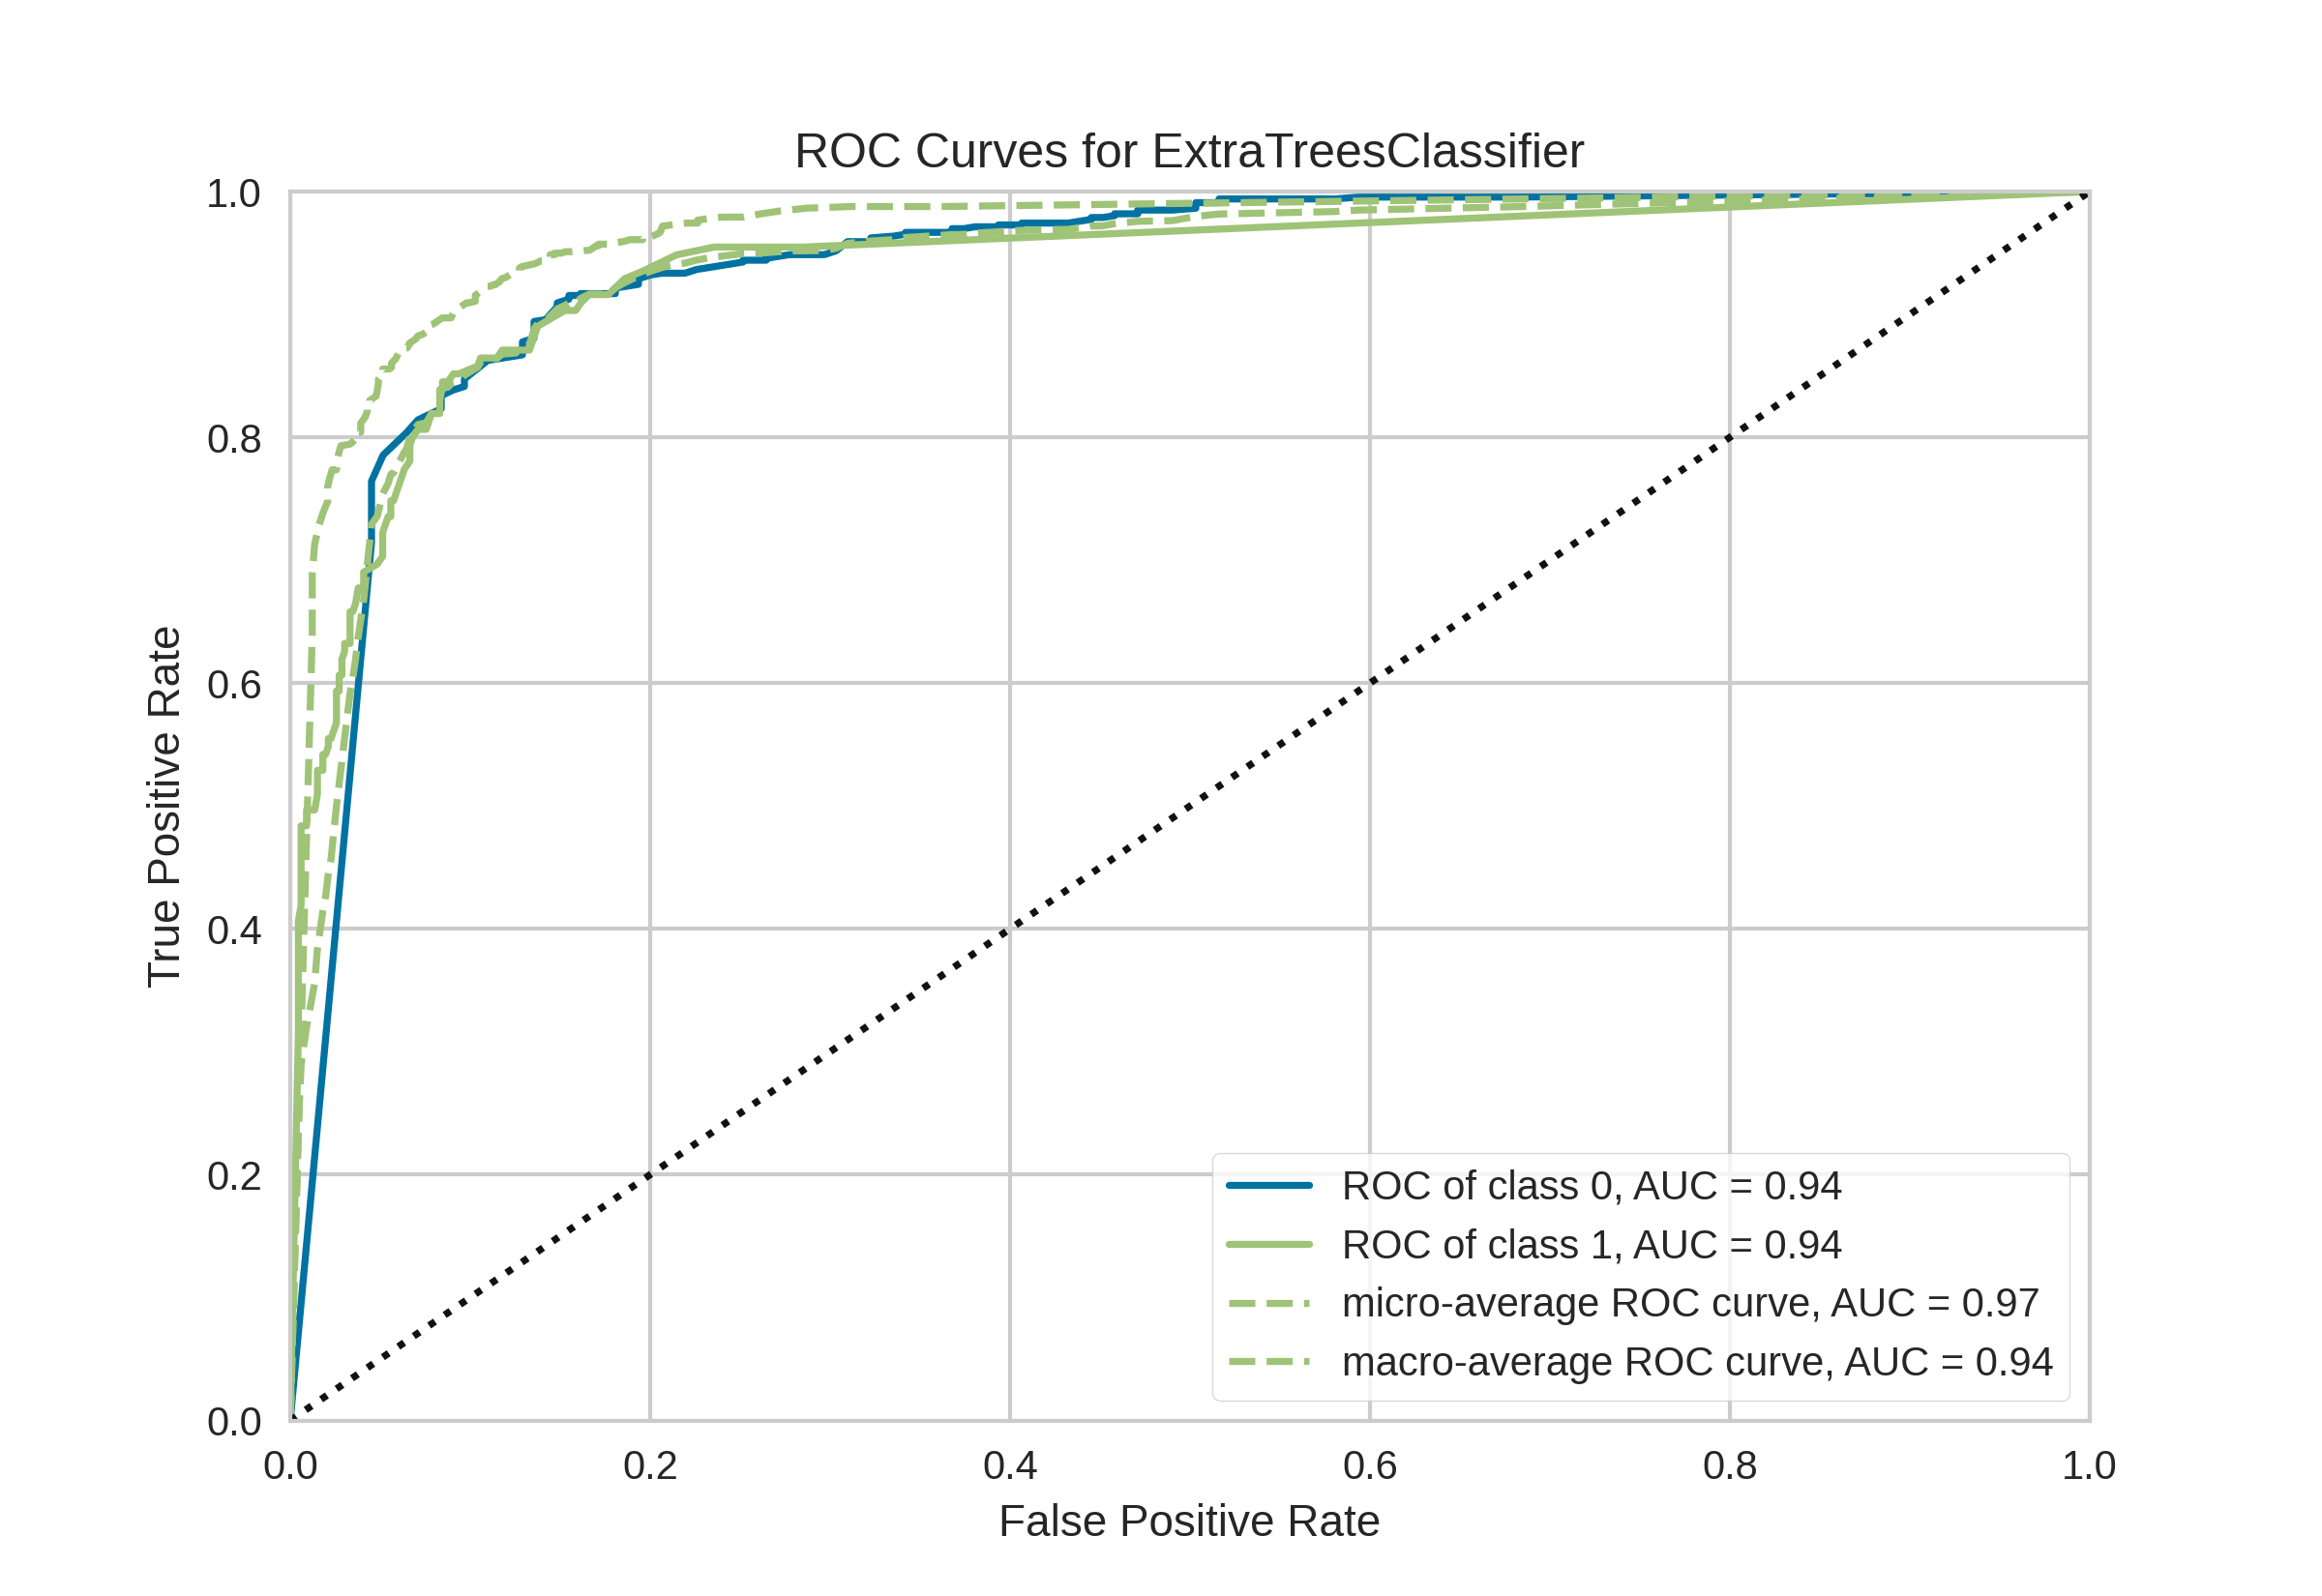 ROC Curves for ExtraTreesClassifier
1.0
0.8
0.6
0.4
0.2
0.0
True Positive Rate
ROC of class 0, AUC = 0.94
ROC of class 1, AUC = 0.94
micro-average ROC curve, AUC = 0.97
macro-average ROC curve, AUC = 0.94
0.0 0.2 0.4 0.6 0.8 1.0
False Positive Rate